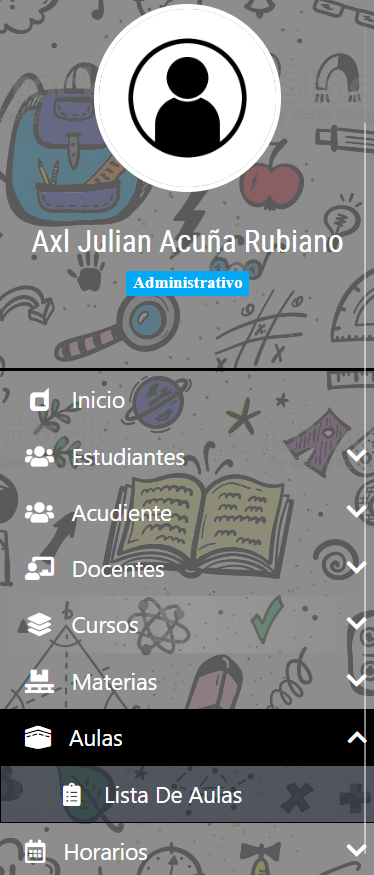 Axl Julian Acuña Rubiano
Administrativo
Inicio
Estudiantes
Acudiente
Docentes
Cursos
Materias
Aulas
Lista De Aulas
Horarios